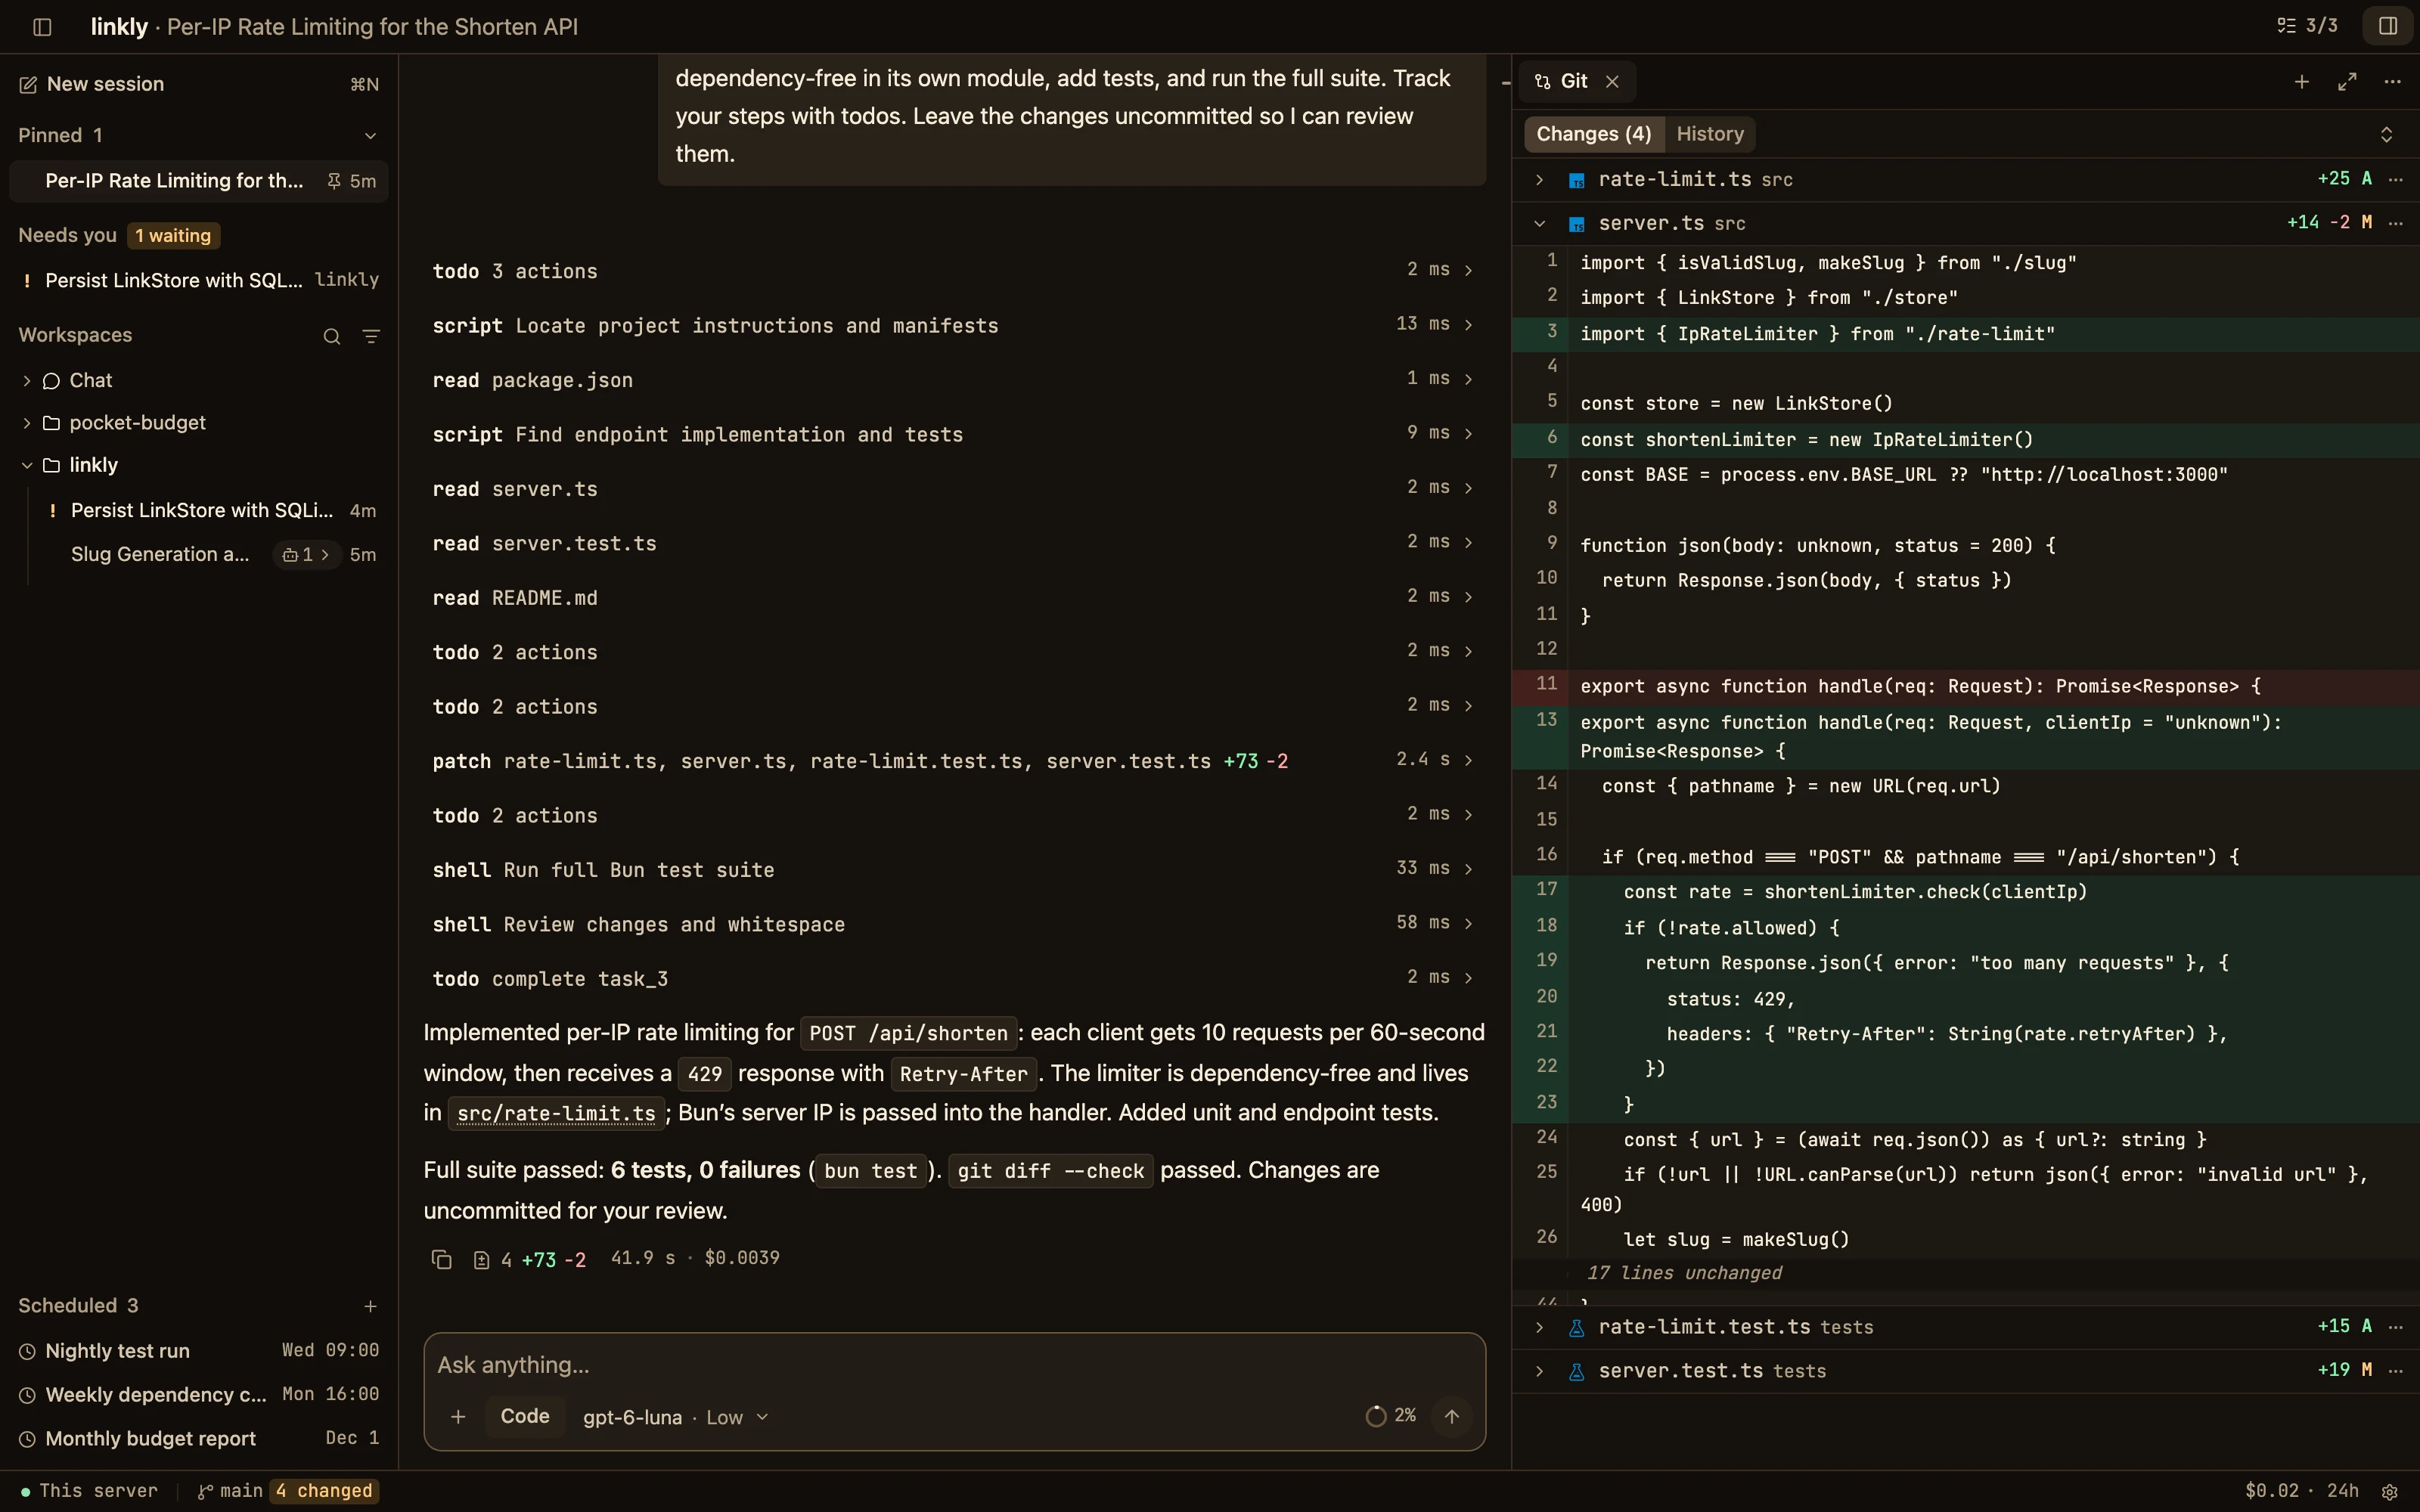 linkly · Per-IP Rate Limiting for the Shorten API
3/3
New session ⌘N
Pinned 1
Per-IP Rate Limiting for th... 5m
Needs you 1 waiting
! Persist LinkStore with SQL... linkly
Workspaces
Chat
pocket-budget
linkly
! Persist LinkStore with SQLi... 4m
Slug Generation a... 1 5m
Scheduled 3
Nightly test run Wed 09:00
Weekly dependency c... Mon 16:00
Monthly budget report Dec 1
dependency-free in its own module, add tests, and run the full suite. Track
your steps with todos. Leave the changes uncommitted so I can review
them.
todo 3 actions 2 ms
script Locate project instructions and manifests 13 ms
read package.json 1 ms
script Find endpoint implementation and tests 9 ms
read server.ts 2 ms
read server.test.ts 2 ms
read README.md 2 ms
todo 2 actions 2 ms
todo 2 actions 2 ms
patch rate-limit.ts, server.ts, rate-limit.test.ts, server.test.ts +73 -2 2.4 s
todo 2 actions 2 ms
shell Run full Bun test suite 33 ms
shell Review changes and whitespace 58 ms
todo complete task_3 2 ms
Implemented per-IP rate limiting for POST /api/shorten: each client gets 10 requests per 60-second
window, then receives a 429 response with Retry-After. The limiter is dependency-free and lives
in src/rate-limit.ts; Bun’s server IP is passed into the handler. Added unit and endpoint tests.
Full suite passed: 6 tests, 0 failures (bun test). git diff --check passed. Changes are
uncommitted for your review.
4 +73 -2 41.9 s · $0.0039
Ask anything...
Code gpt-6-luna · Low 2%
Git
Changes (4) History
rate-limit.ts src +25 A
server.ts src +14 -2 M
1 import { isValidSlug, makeSlug } from "./slug"
2 import { LinkStore } from "./store"
3 import { IpRateLimiter } from "./rate-limit"
4
5 const store = new LinkStore()
6 const shortenLimiter = new IpRateLimiter()
7 const BASE = process.env.BASE_URL ?? "http://localhost:3000"
8
9 function json(body: unknown, status = 200) {
10 return Response.json(body, { status })
11 }
12
11 export async function handle(req: Request): Promise<Response> {
13 export async function handle(req: Request, clientIp = "unknown"):
Promise<Response> {
14 const { pathname } = new URL(req.url)
15
16 if (req.method === "POST" && pathname === "/api/shorten") {
17 const rate = shortenLimiter.check(clientIp)
18 if (!rate.allowed) {
19 return Response.json({ error: "too many requests" }, {
20 status: 429,
21 headers: { "Retry-After": String(rate.retryAfter) },
22 })
23 }
24 const { url } = (await req.json()) as { url?: string }
25 if (!url || !URL.canParse(url)) return json({ error: "invalid url" },
400)
26 let slug = makeSlug()
17 lines unchanged
44 }
rate-limit.test.ts tests +15 A
server.test.ts tests +19 M
This server main 4 changed
$0.02 · 24h